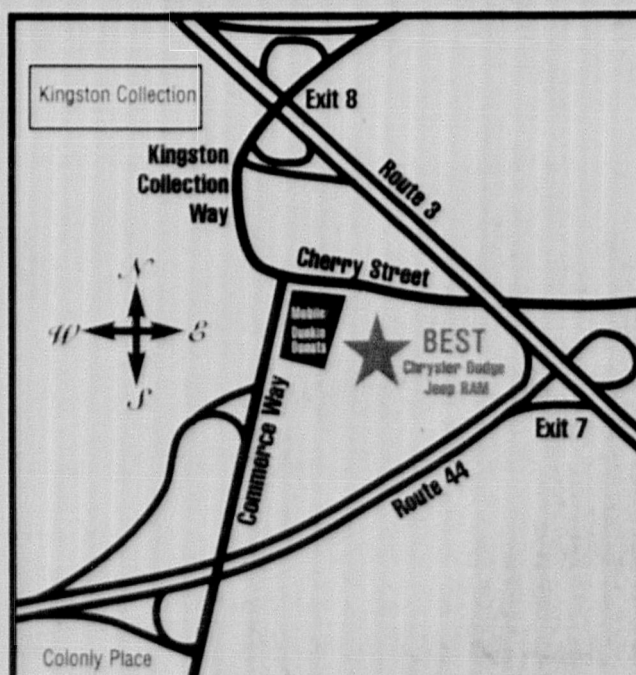 Kingston Collection
Exit 8
Kingston
Collection
Way
Route 3
Cherry Street
N
W E
S
Mobile
Dunkin
Donuts
BEST
Chrysler Dodge
Jeep RAM
Commerce Way
Exit 7
Route 44
Colonly Place